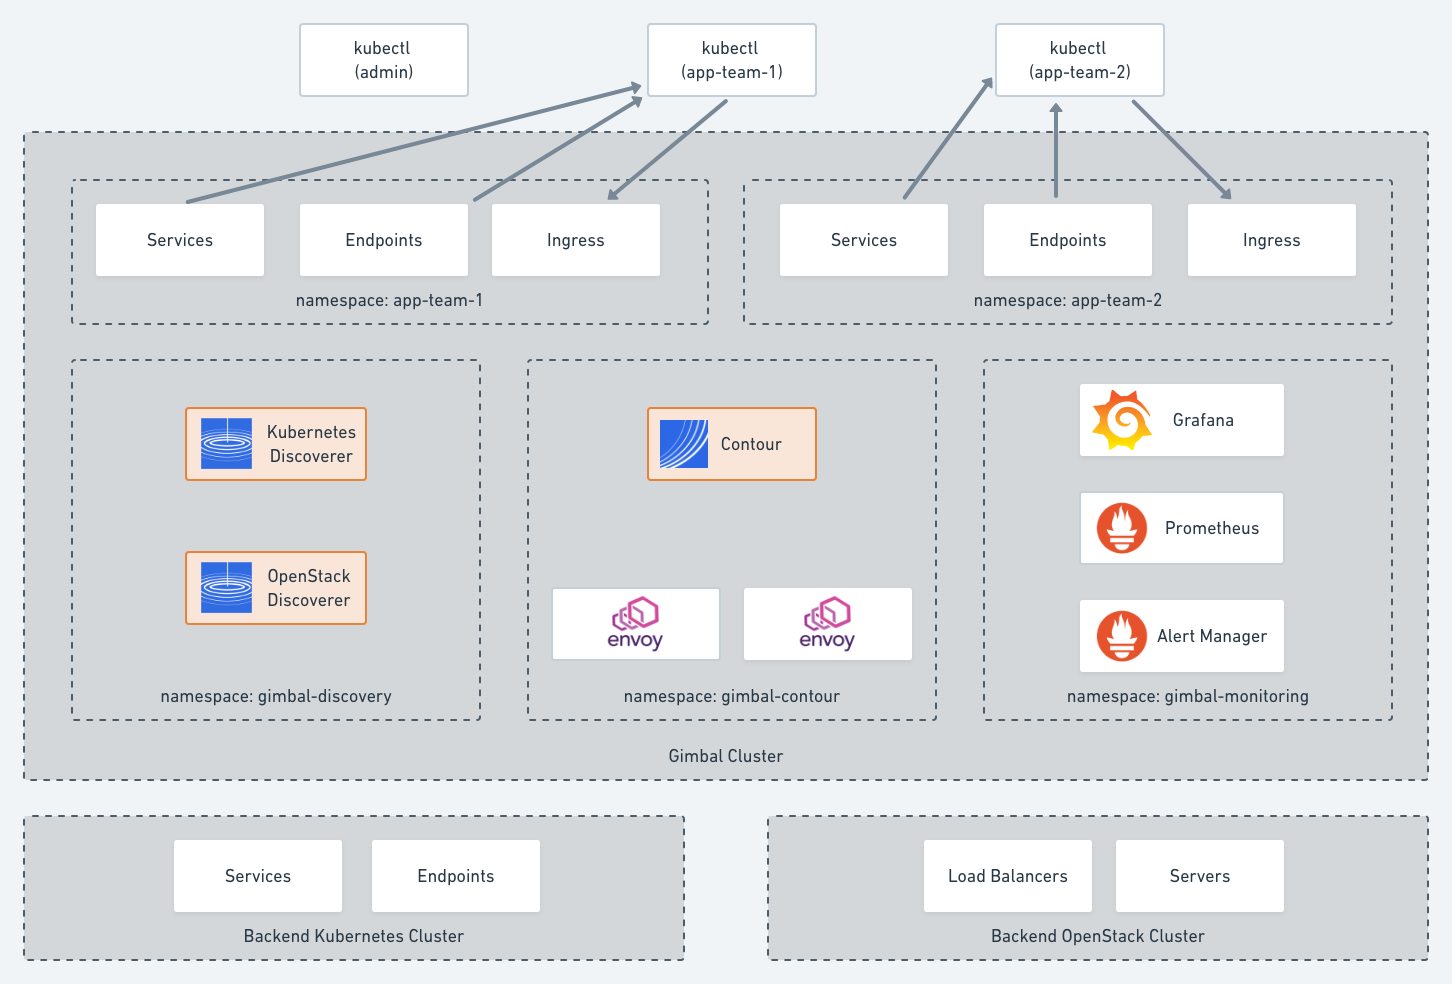 kubectl
(admin)
kubectl
(app-team-1)
kubectl
(app-team-2)
Services
Endpoints
Ingress
namespace: app-team-1
Services
Endpoints
Ingress
namespace: app-team-2
Kubernetes
Discoverer
OpenStack
Discoverer
namespace: gimbal-discovery
Contour
envoy
envoy
namespace: gimbal-contour
Grafana
Prometheus
Alert Manager
namespace: gimbal-monitoring
Gimbal Cluster
Services
Endpoints
Backend Kubernetes Cluster
Load Balancers
Servers
Backend OpenStack Cluster